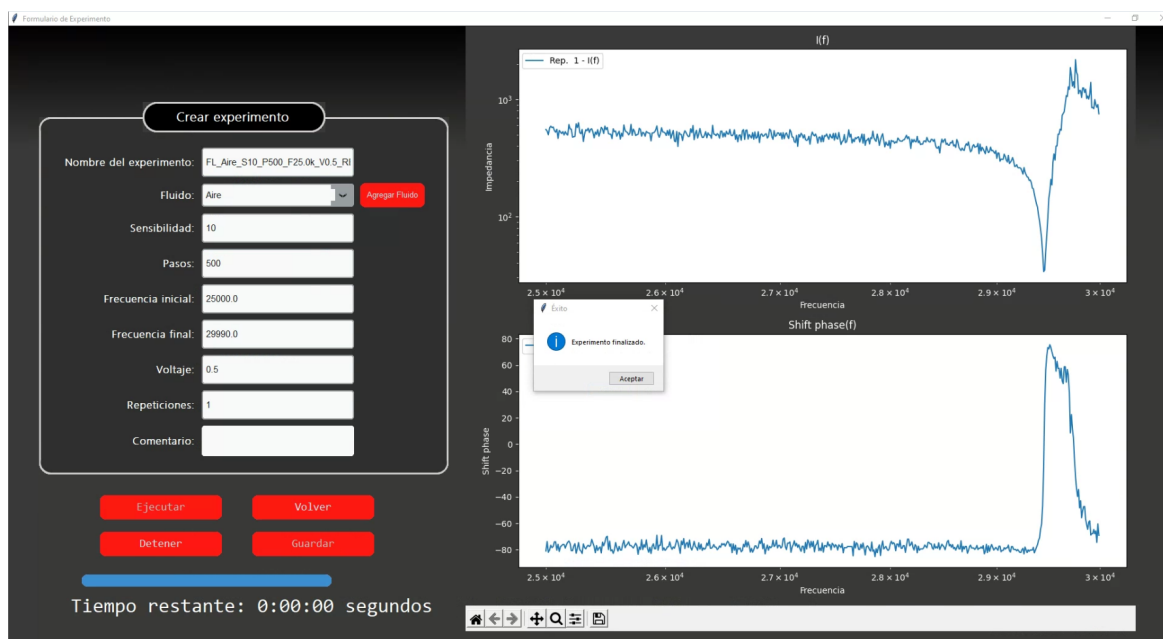 Formulario de Experimento
Crear experimento
Nombre del experimento: FL_Aire_S10_P500_F25.0k_V0.5_RI
Fluido: Aire Agregar Fluido
Sensibilidad: 10
Pasos: 500
Frecuencia inicial: 25000.0
Frecuencia final: 29990.0
Voltaje: 0.5
Repeticiones: 1
Comentario:
Ejecutar Volver
Detener Guardar
Tiempo restante: 0:00:00 segundos
I(f)
Rep. 1 - I(f)
10³
10²
Impedancia
2.5 × 10⁴ 2.6 × 10⁴ 2.7 × 10⁴ 2.8 × 10⁴ 2.9 × 10⁴ 3 × 10⁴
Frecuencia
Éxito
Experimento finalizado.
Aceptar
Shift phase(f)
80
60
40
20
0
−20
−40
−60
−80
Shift phase
2.5 × 10⁴ 2.6 × 10⁴ 2.7 × 10⁴ 2.8 × 10⁴ 2.9 × 10⁴ 3 × 10⁴
Frecuencia